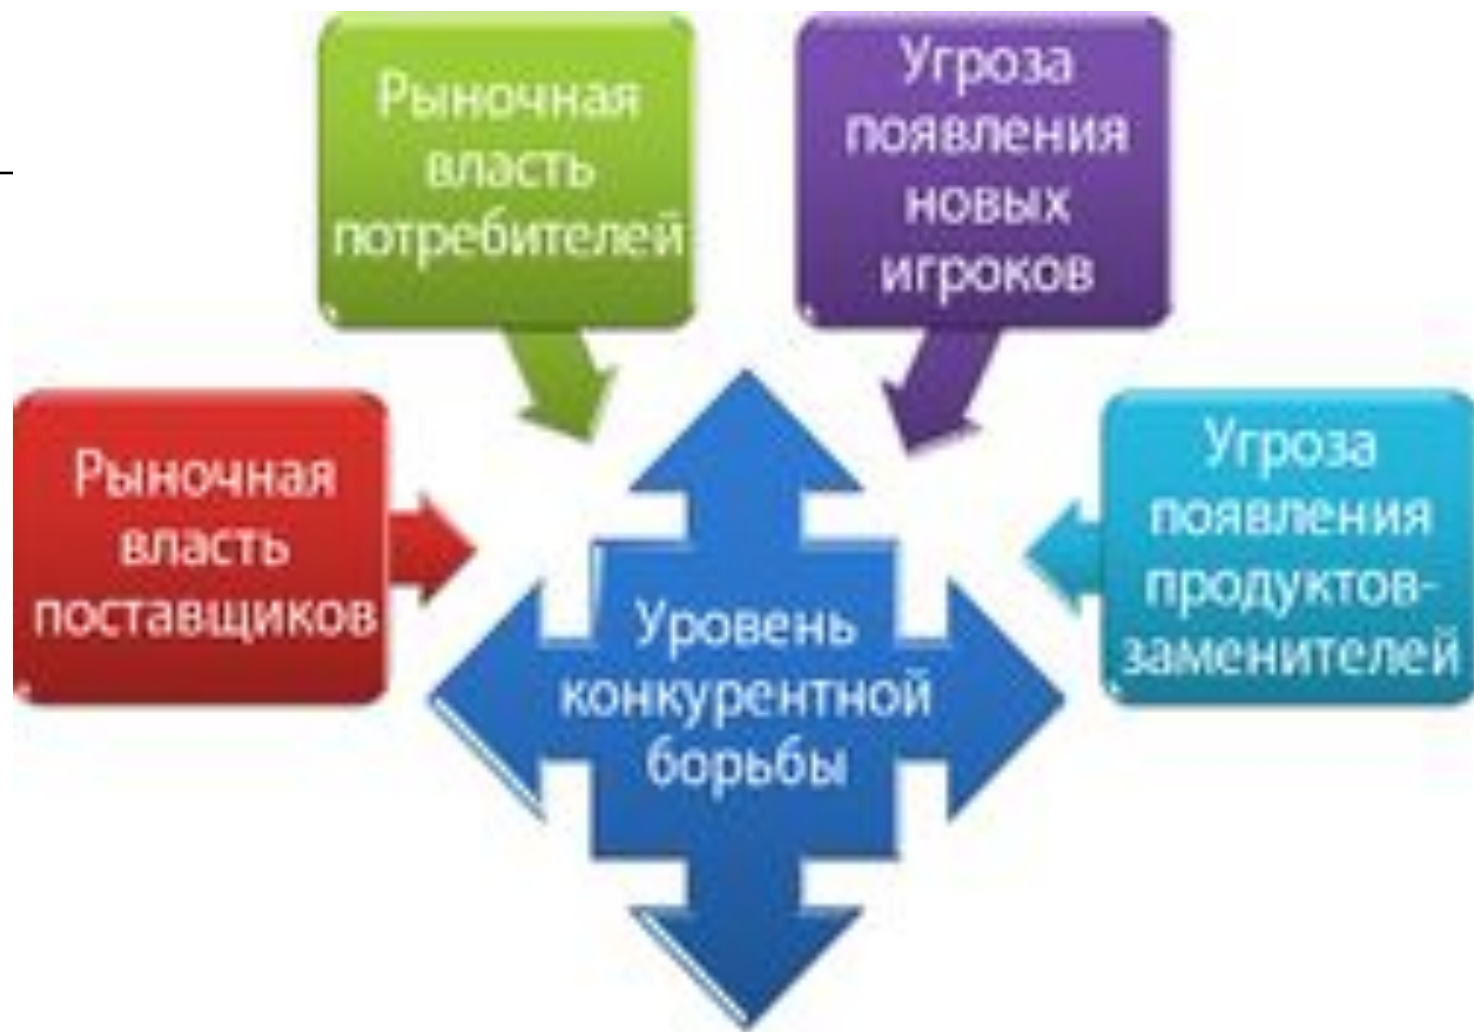 Рыночная
власть
потребителей
Угроза
появления
новых
игроков
Рыночная
власть
поставщиков
Угроза
появления
продуктов-
заменителей
Уровень
конкурентной
борьбы